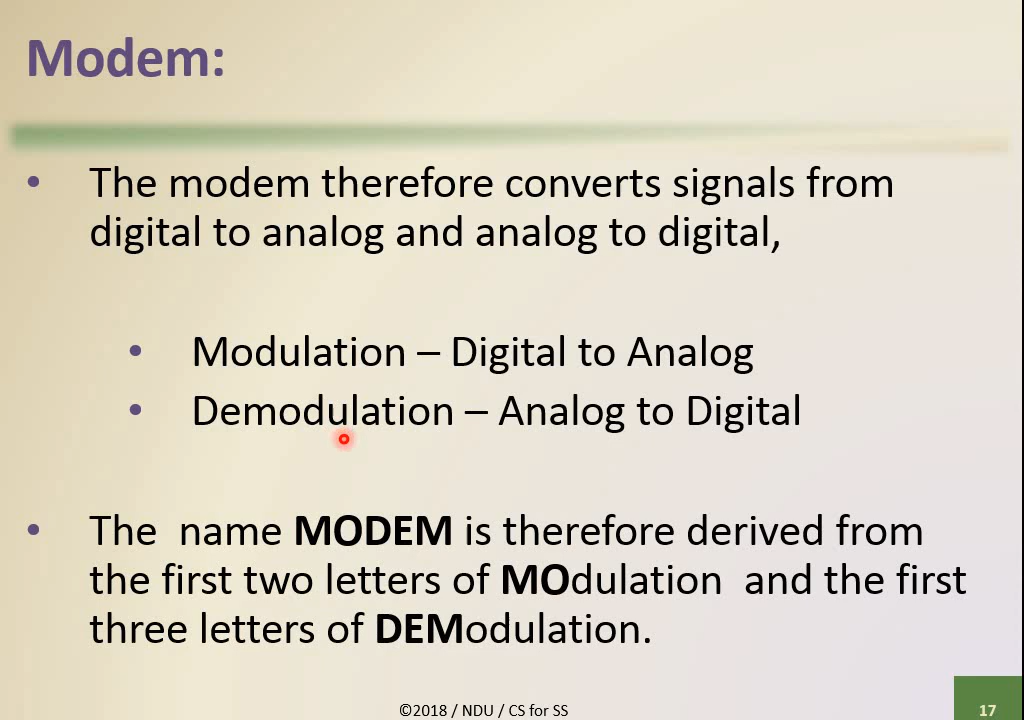 Modem:
• The modem therefore converts signals from
digital to analog and analog to digital,
• Modulation – Digital to Analog
• Demodulation – Analog to Digital
• The  name MODEM is therefore derived from
the first two letters of MOdulation  and the first
three letters of DEModulation.
©2018 / NDU / CS for SS
17